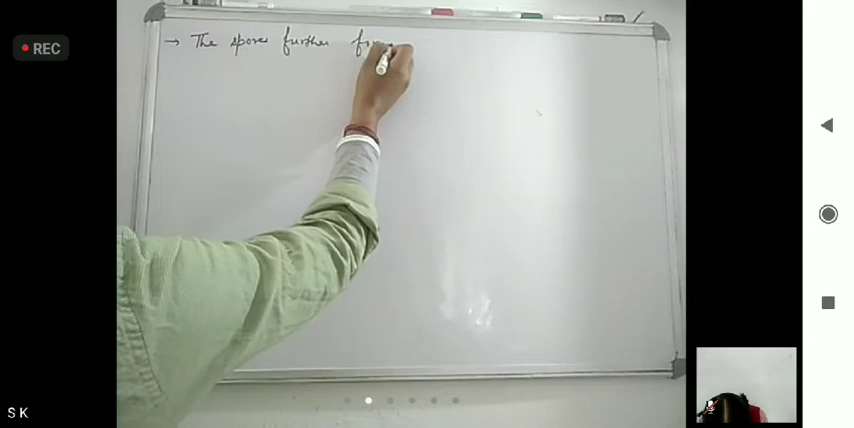 REC
→ The spores further
S K